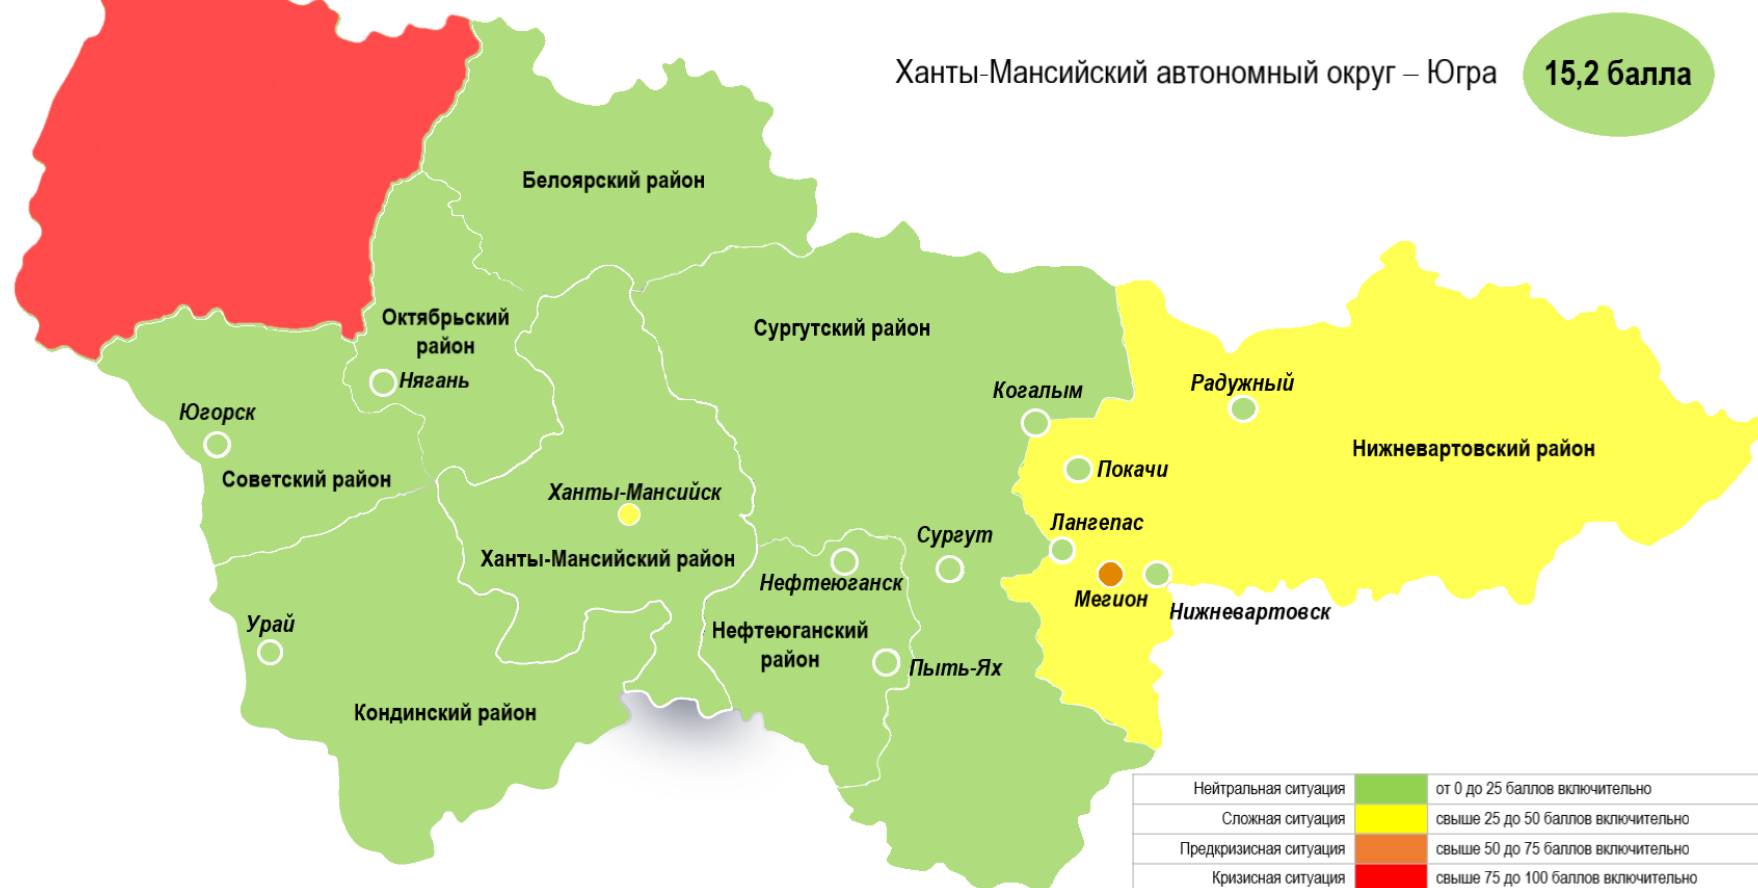 Ханты-Мансийский автономный округ – Югра
15,2 балла
Белоярский район
Октябрьский
район
Нягань
Сургутский район
Когалым
Радужный
Югорск
Нижневартовский район
Советский район
Покачи
Ханты-Мансийск
Лангепас
Сургут
Ханты-Мансийский район
Нефтеюганск
Мегион
Нижневартовск
Урай
Нефтеюганский
район
Пыть-Ях
Кондинский район
Нейтральная ситуация от 0 до 25 баллов включительно
Сложная ситуация свыше 25 до 50 баллов включительно
Предкризисная ситуация свыше 50 до 75 баллов включительно
Кризисная ситуация свыше 75 до 100 баллов включительно